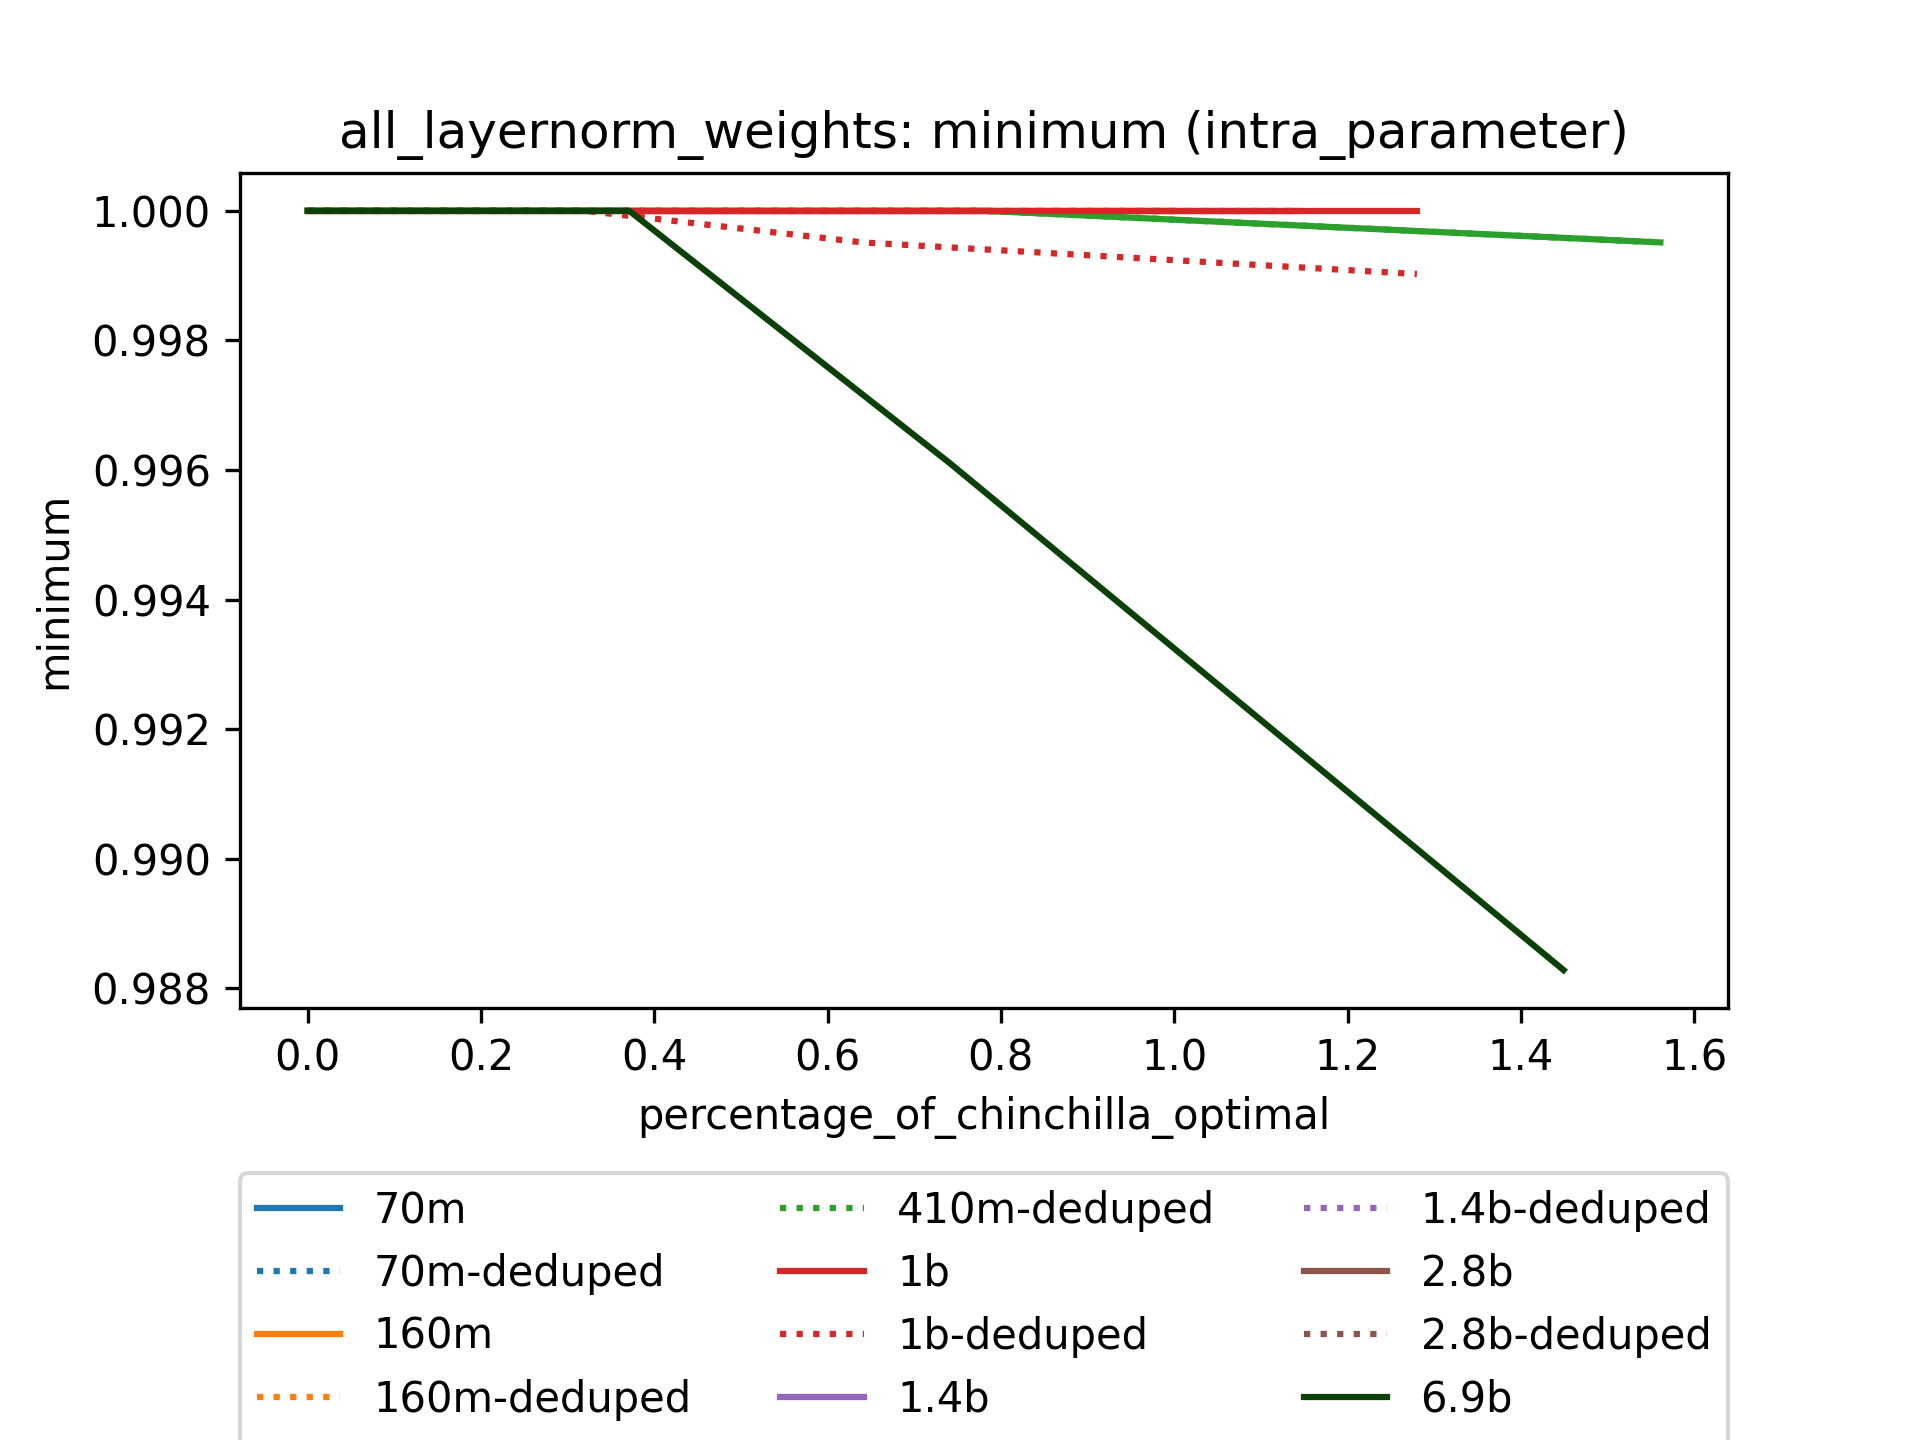 all_layernorm_weights: minimum (intra_parameter)
1.000
0.998
0.996
0.994
0.992
0.990
0.988
minimum
0.0 0.2 0.4 0.6 0.8 1.0 1.2 1.4 1.6
percentage_of_chinchilla_optimal
70m 410m-deduped 1.4b-deduped
70m-deduped 1b 2.8b
160m 1b-deduped 2.8b-deduped
160m-deduped 1.4b 6.9b